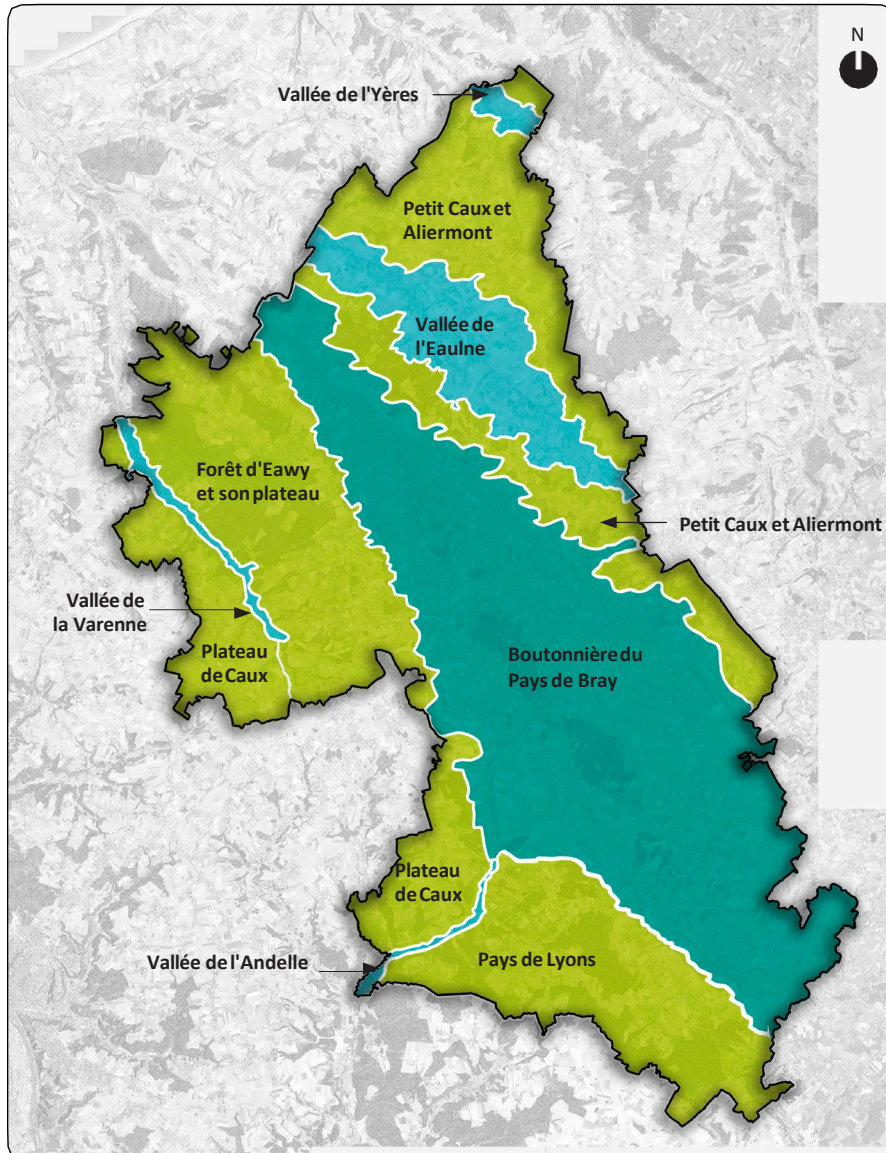 N
Vallée de l'Yères
Petit Caux et
Aliermont
Vallée de
l'Eaulne
Forêt d'Eawy
et son plateau
Petit Caux et Aliermont
Vallée de
la Varenne
Plateau
de Caux
Boutonnière du
Pays de Bray
Plateau
de Caux
Vallée de l'Andelle
Pays de Lyons